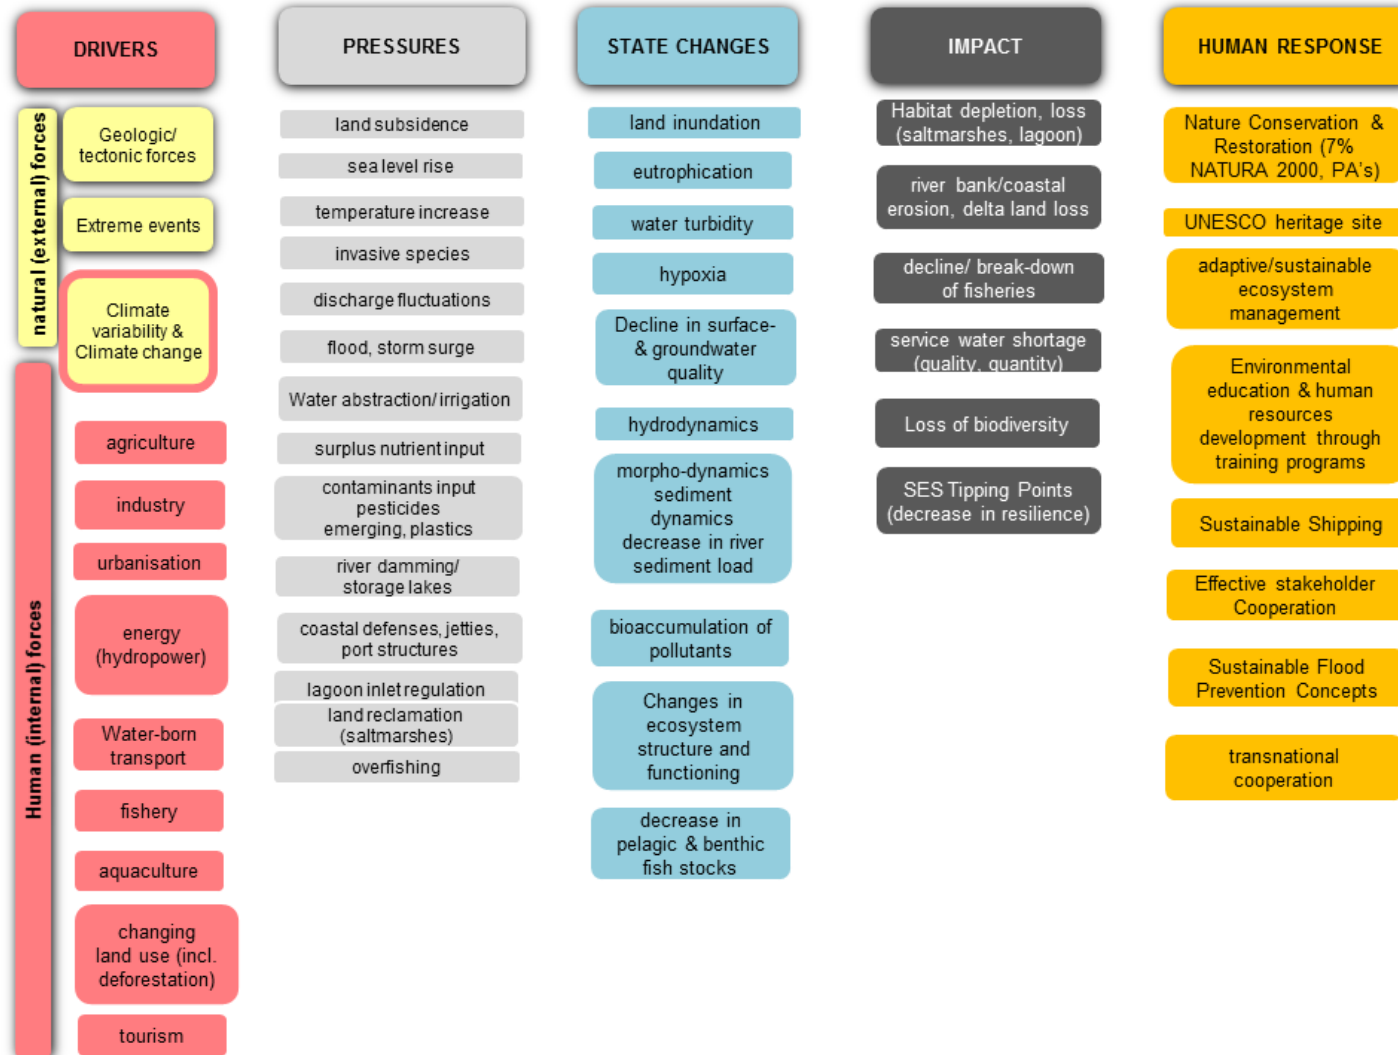 DRIVERS
natural (external) forces
Geologic/
tectonic forces
Extreme events
Climate
variability &
Climate change
Human (internal) forces
agriculture
industry
urbanisation
energy
(hydropower)
Water-born
transport
fishery
aquaculture
changing
land use (incl.
deforestation)
tourism
PRESSURES
land subsidence
sea level rise
temperature increase
invasive species
discharge fluctuations
flood, storm surge
Water abstraction/ irrigation
surplus nutrient input
contaminants input
pesticides
emerging, plastics
river damming/
storage lakes
coastal defenses, jetties,
port structures
lagoon inlet regulation
land reclamation
(saltmarshes)
overfishing
STATE CHANGES
land inundation
eutrophication
water turbidity
hypoxia
Decline in surface-
& groundwater
quality
hydrodynamics
morpho-dynamics
sediment
dynamics
decrease in river
sediment load
bioaccumulation of
pollutants
Changes in
ecosystem
structure and
functioning
decrease in
pelagic & benthic
fish stocks
IMPACT
Habitat depletion, loss
(saltmarshes, lagoon)
river bank/coastal
erosion, delta land loss
decline/ break-down
of fisheries
service water shortage
(quality, quantity)
Loss of biodiversity
SES Tipping Points
(decrease in resilience)
HUMAN RESPONSE
Nature Conservation &
Restoration (7%
NATURA 2000, PA's)
UNESCO heritage site
adaptive/sustainable
ecosystem
management
Environmental
education & human
resources
development through
training programs
Sustainable Shipping
Effective stakeholder
Cooperation
Sustainable Flood
Prevention Concepts
transnational
cooperation